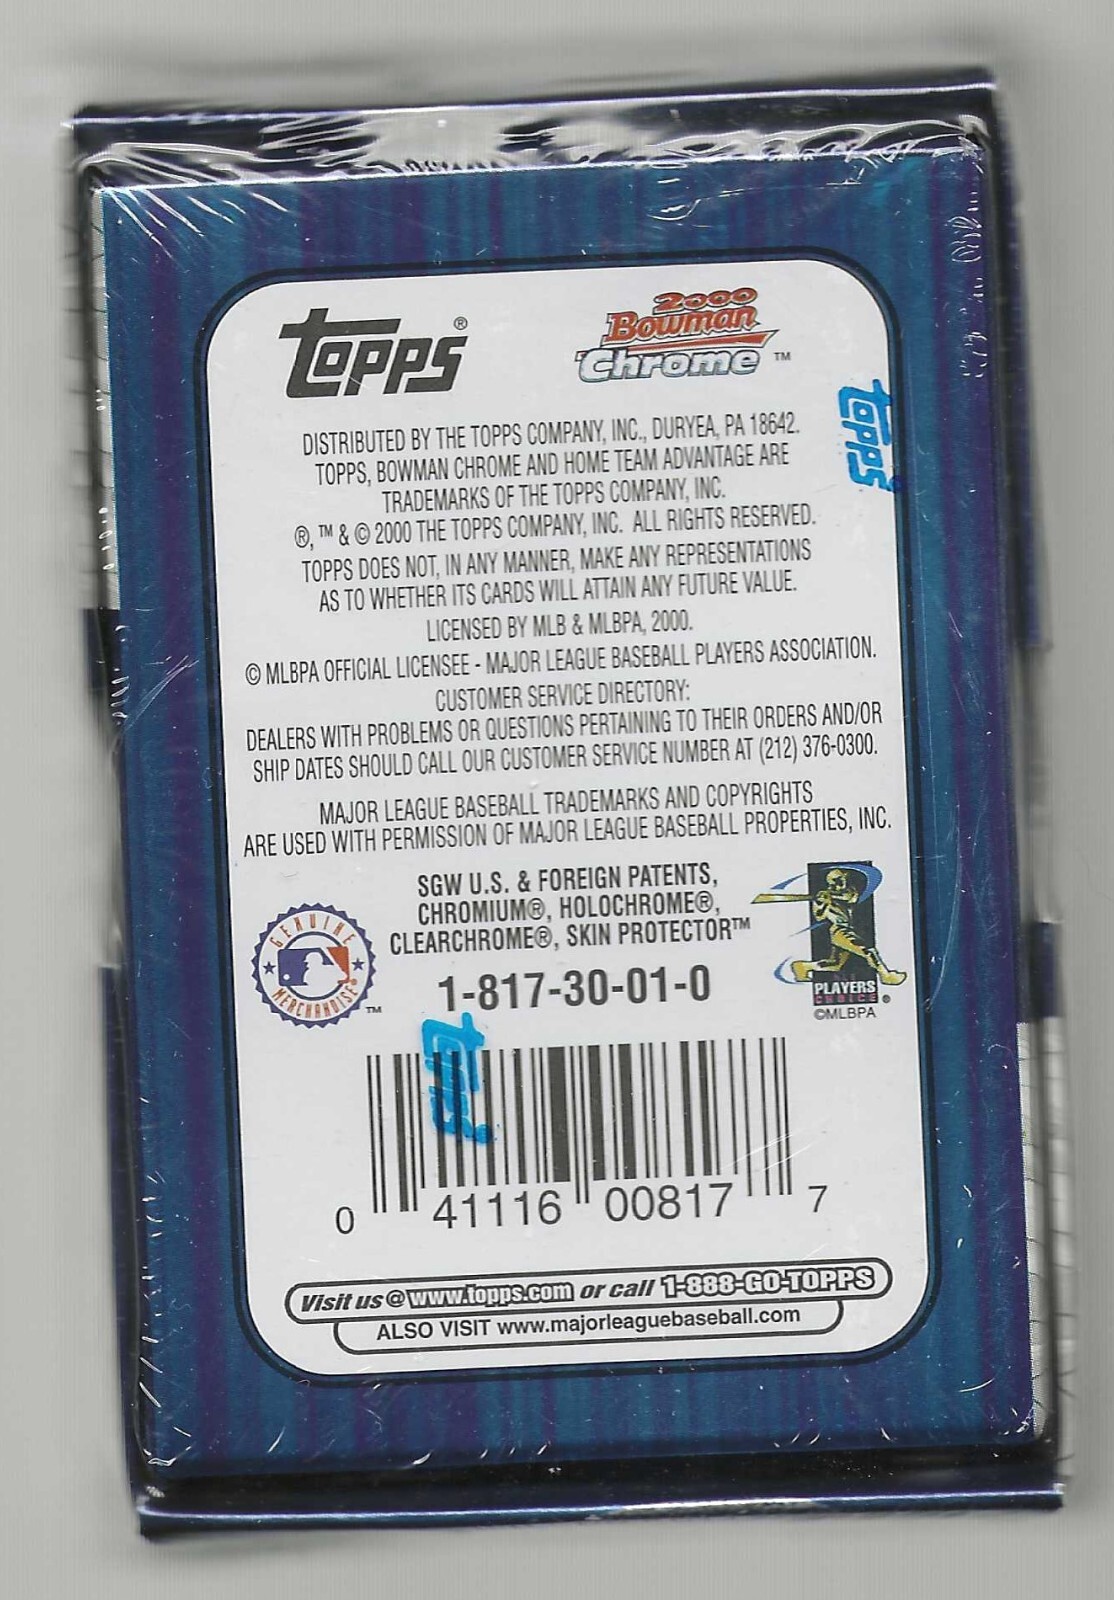 Topps®
2000
Bowman
Chrome™
Topps
DISTRIBUTED BY THE TOPPS COMPANY, INC., DURYEA, PA 18642.
TOPPS, BOWMAN CHROME AND HOME TEAM ADVANTAGE ARE
TRADEMARKS OF THE TOPPS COMPANY, INC.
®, ™ & © 2000 THE TOPPS COMPANY, INC. ALL RIGHTS RESERVED.
TOPPS DOES NOT, IN ANY MANNER, MAKE ANY REPRESENTATIONS
AS TO WHETHER ITS CARDS WILL ATTAIN ANY FUTURE VALUE.
LICENSED BY MLB & MLBPA, 2000.
© MLBPA OFFICIAL LICENSEE - MAJOR LEAGUE BASEBALL PLAYERS ASSOCIATION.
CUSTOMER SERVICE DIRECTORY:
DEALERS WITH PROBLEMS OR QUESTIONS PERTAINING TO THEIR ORDERS AND/OR
SHIP DATES SHOULD CALL OUR CUSTOMER SERVICE NUMBER AT (212) 376-0300.
MAJOR LEAGUE BASEBALL TRADEMARKS AND COPYRIGHTS
ARE USED WITH PERMISSION OF MAJOR LEAGUE BASEBALL PROPERTIES, INC.
SGW U.S. & FOREIGN PATENTS,
CHROMIUM®, HOLOCHROME®,
CLEARCHROME®, SKIN PROTECTOR™
1-817-30-01-0
GENUINE
MERCHANDISE
™
PLAYERS
CHOICE®
©MLBPA
Topps
0 41116 00817 7
Visit us @ www.topps.com or call 1-888-GO-TOPPS
ALSO VISIT www.majorleaguebaseball.com